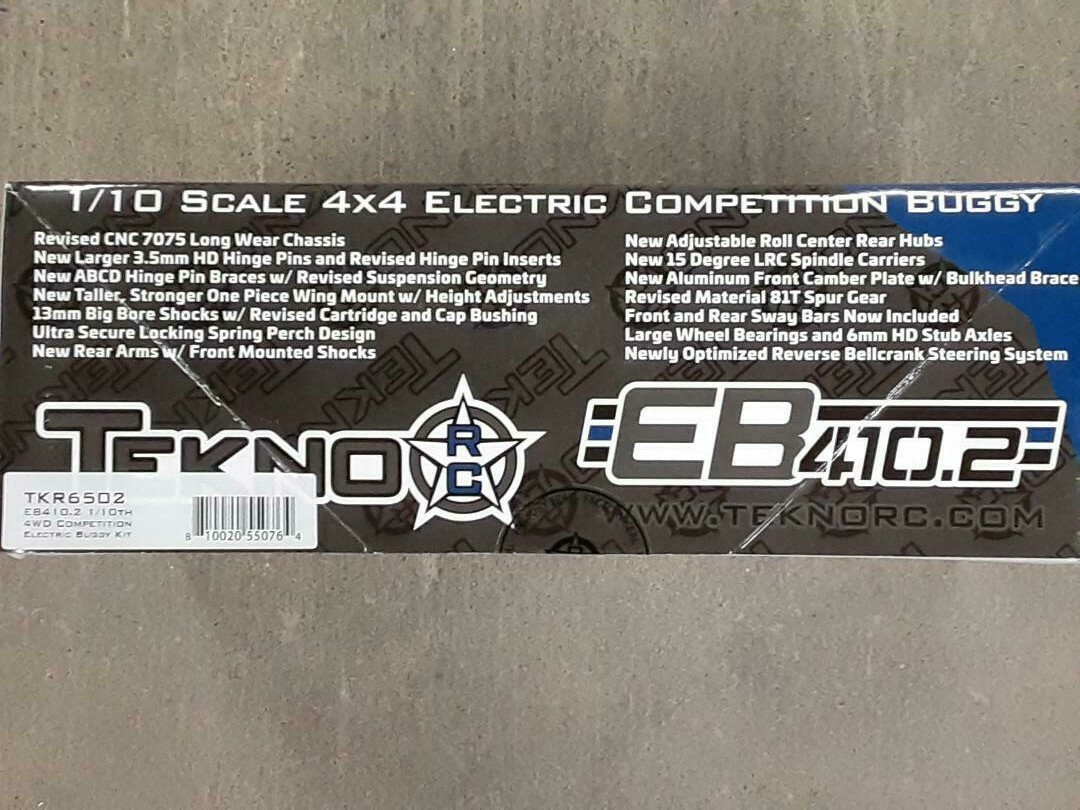 1/10 Scale 4x4 Electric Competition Buggy
Revised CNC 7075 Long Wear Chassis
New Larger 3.5mm HD Hinge Pins and Revised Hinge Pin Inserts
New ABCD Hinge Pin Braces w/ Revised Suspension Geometry
New Taller, Stronger One Piece Wing Mount w/ Height Adjustments
13mm Big Bore Shocks w/ Revised Cartridge and Cap Bushing
Ultra Secure Locking Spring Perch Design
New Rear Arms w/ Front Mounted Shocks
New Adjustable Roll Center Rear Hubs
New 15 Degree LRC Spindle Carriers
New Aluminum Front Camber Plate w/ Bulkhead Brace
Revised Material 81T Spur Gear
Front and Rear Sway Bars Now Included
Large Wheel Bearings and 6mm HD Stub Axles
Newly Optimized Reverse Bellcrank Steering System
TEKNO RC
EB410.2
www.teknorc.com
TKR6502
EB410.2 1/10th
4WD Competition
Electric Buggy Kit
8 10020 55076 4